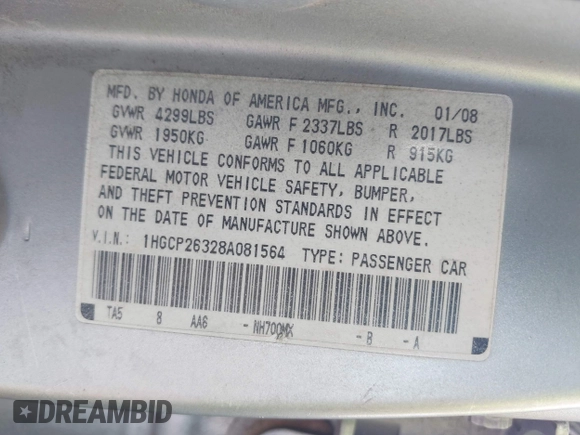 MFD. BY HONDA OF AMERICA MFG., INC. 01/08
GVWR 4299LBS GAWR F 2337LBS R 2017LBS
GVWR 1950KG GAWR F 1060KG R 915KG
THIS VEHICLE CONFORMS TO ALL APPLICABLE
FEDERAL MOTOR VEHICLE SAFETY, BUMPER,
AND THEFT PREVENTION STANDARDS IN EFFECT
ON THE DATE OF MANUFACTURE SHOWN ABOVE.
V.I.N.: 1HGCP26328A081564 TYPE: PASSENGER CAR
TA5 8 AA6 - NH700MX - B - A
DREAMBID